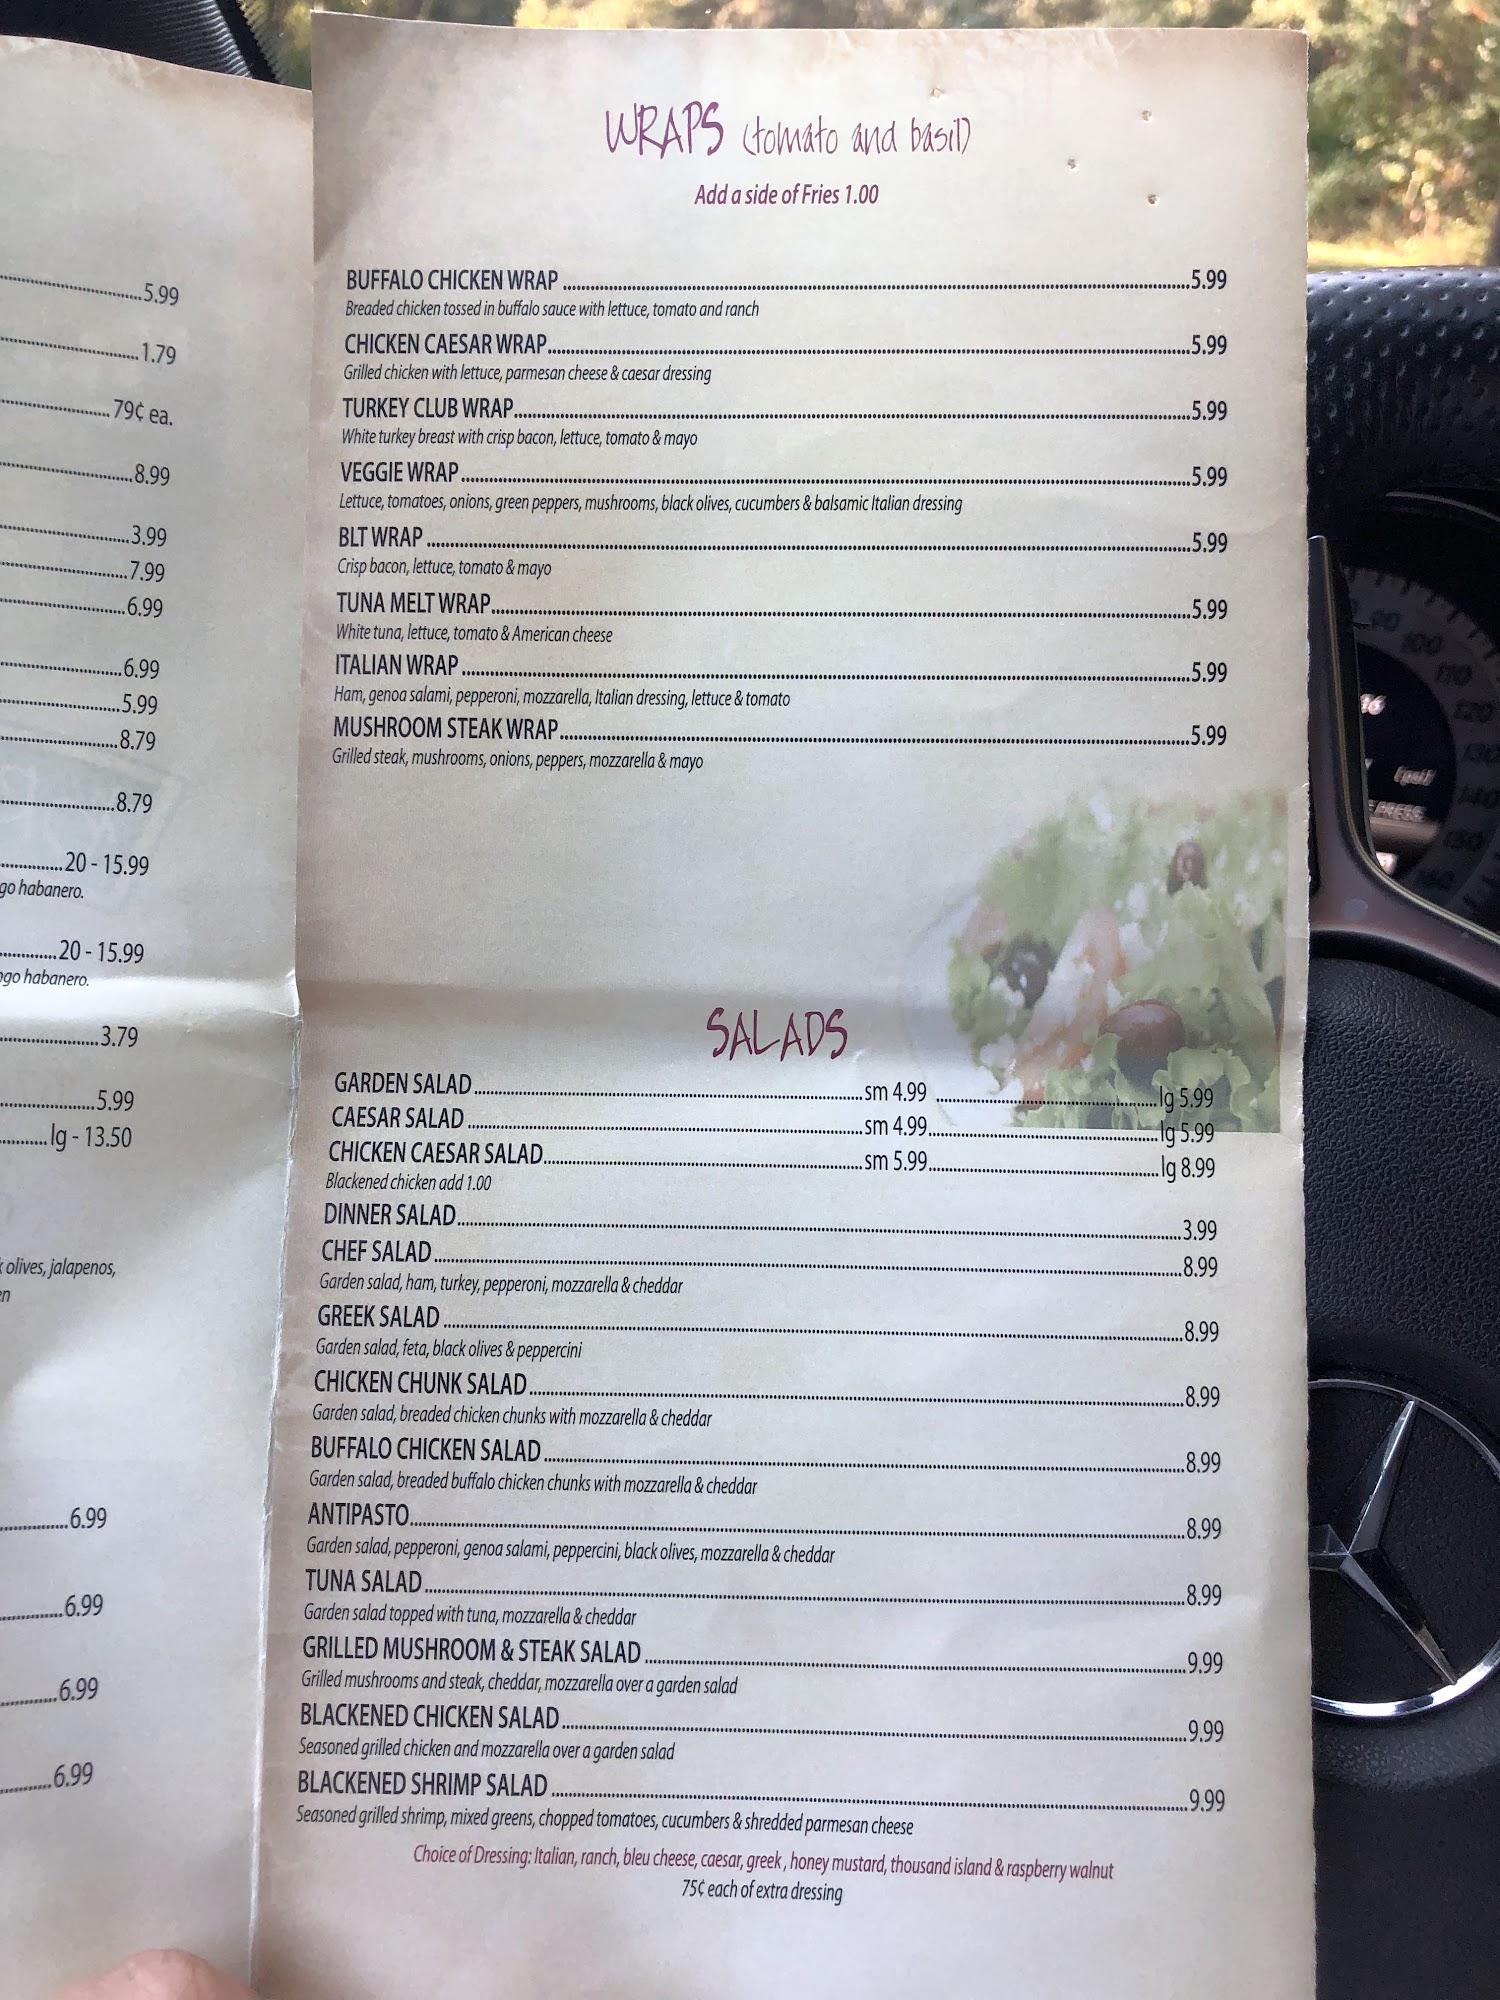 5.99
1.79
79¢ ea.
8.99
3.99
7.99
6.99
6.99
5.99
8.79
8.79
20 - 15.99
go habanero.
20 - 15.99
ngo habanero.
3.79
5.99
lg - 13.50
olives, jalapenos,
en
6.99
6.99
6.99
6.99
WRAPS (tomato and basil)
Add a side of Fries 1.00
BUFFALO CHICKEN WRAP 5.99
Breaded chicken tossed in buffalo sauce with lettuce, tomato and ranch
CHICKEN CAESAR WRAP 5.99
Grilled chicken with lettuce, parmesan cheese & caesar dressing
TURKEY CLUB WRAP 5.99
White turkey breast with crisp bacon, lettuce, tomato & mayo
VEGGIE WRAP 5.99
Lettuce, tomatoes, onions, green peppers, mushrooms, black olives, cucumbers & balsamic Italian dressing
BLT WRAP 5.99
Crisp bacon, lettuce, tomato & mayo
TUNA MELT WRAP 5.99
White tuna, lettuce, tomato & American cheese
ITALIAN WRAP 5.99
Ham, genoa salami, pepperoni, mozzarella, Italian dressing, lettuce & tomato
MUSHROOM STEAK WRAP 5.99
Grilled steak, mushrooms, onions, peppers, mozzarella & mayo
SALADS
GARDEN SALAD sm 4.99 lg 5.99
CAESAR SALAD sm 4.99 lg 5.99
CHICKEN CAESAR SALAD sm 5.99 lg 8.99
Blackened chicken add 1.00
DINNER SALAD 3.99
CHEF SALAD 8.99
Garden salad, ham, turkey, pepperoni, mozzarella & cheddar
GREEK SALAD 8.99
Garden salad, feta, black olives & peppercini
CHICKEN CHUNK SALAD 8.99
Garden salad, breaded chicken chunks with mozzarella & cheddar
BUFFALO CHICKEN SALAD 8.99
Garden salad, breaded buffalo chicken chunks with mozzarella & cheddar
ANTIPASTO 8.99
Garden salad, pepperoni, genoa salami, peppercini, black olives, mozzarella & cheddar
TUNA SALAD 8.99
Garden salad topped with tuna, mozzarella & cheddar
GRILLED MUSHROOM & STEAK SALAD 9.99
Grilled mushrooms and steak, cheddar, mozzarella over a garden salad
BLACKENED CHICKEN SALAD 9.99
Seasoned grilled chicken and mozzarella over a garden salad
BLACKENED SHRIMP SALAD 9.99
Seasoned grilled shrimp, mixed greens, chopped tomatoes, cucumbers & shredded parmesan cheese
Choice of Dressing: Italian, ranch, bleu cheese, caesar, greek, honey mustard, thousand island & raspberry walnut
75¢ each of extra dressing
90
100
110
120
130
140
150
160